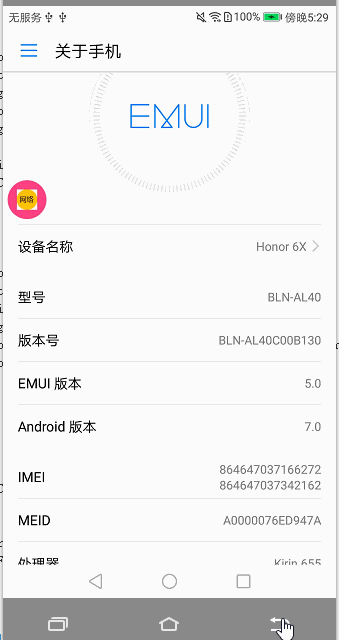 无服务 100% 傍晚5:29
关于手机
EMUI
网络
设备名称 Honor 6X
型号 BLN-AL40
版本号 BLN-AL40C00B130
EMUI 版本 5.0
Android 版本 7.0
IMEI 864647037166272
864647037342162
MEID A0000076ED947A
处理器 Kirin 655